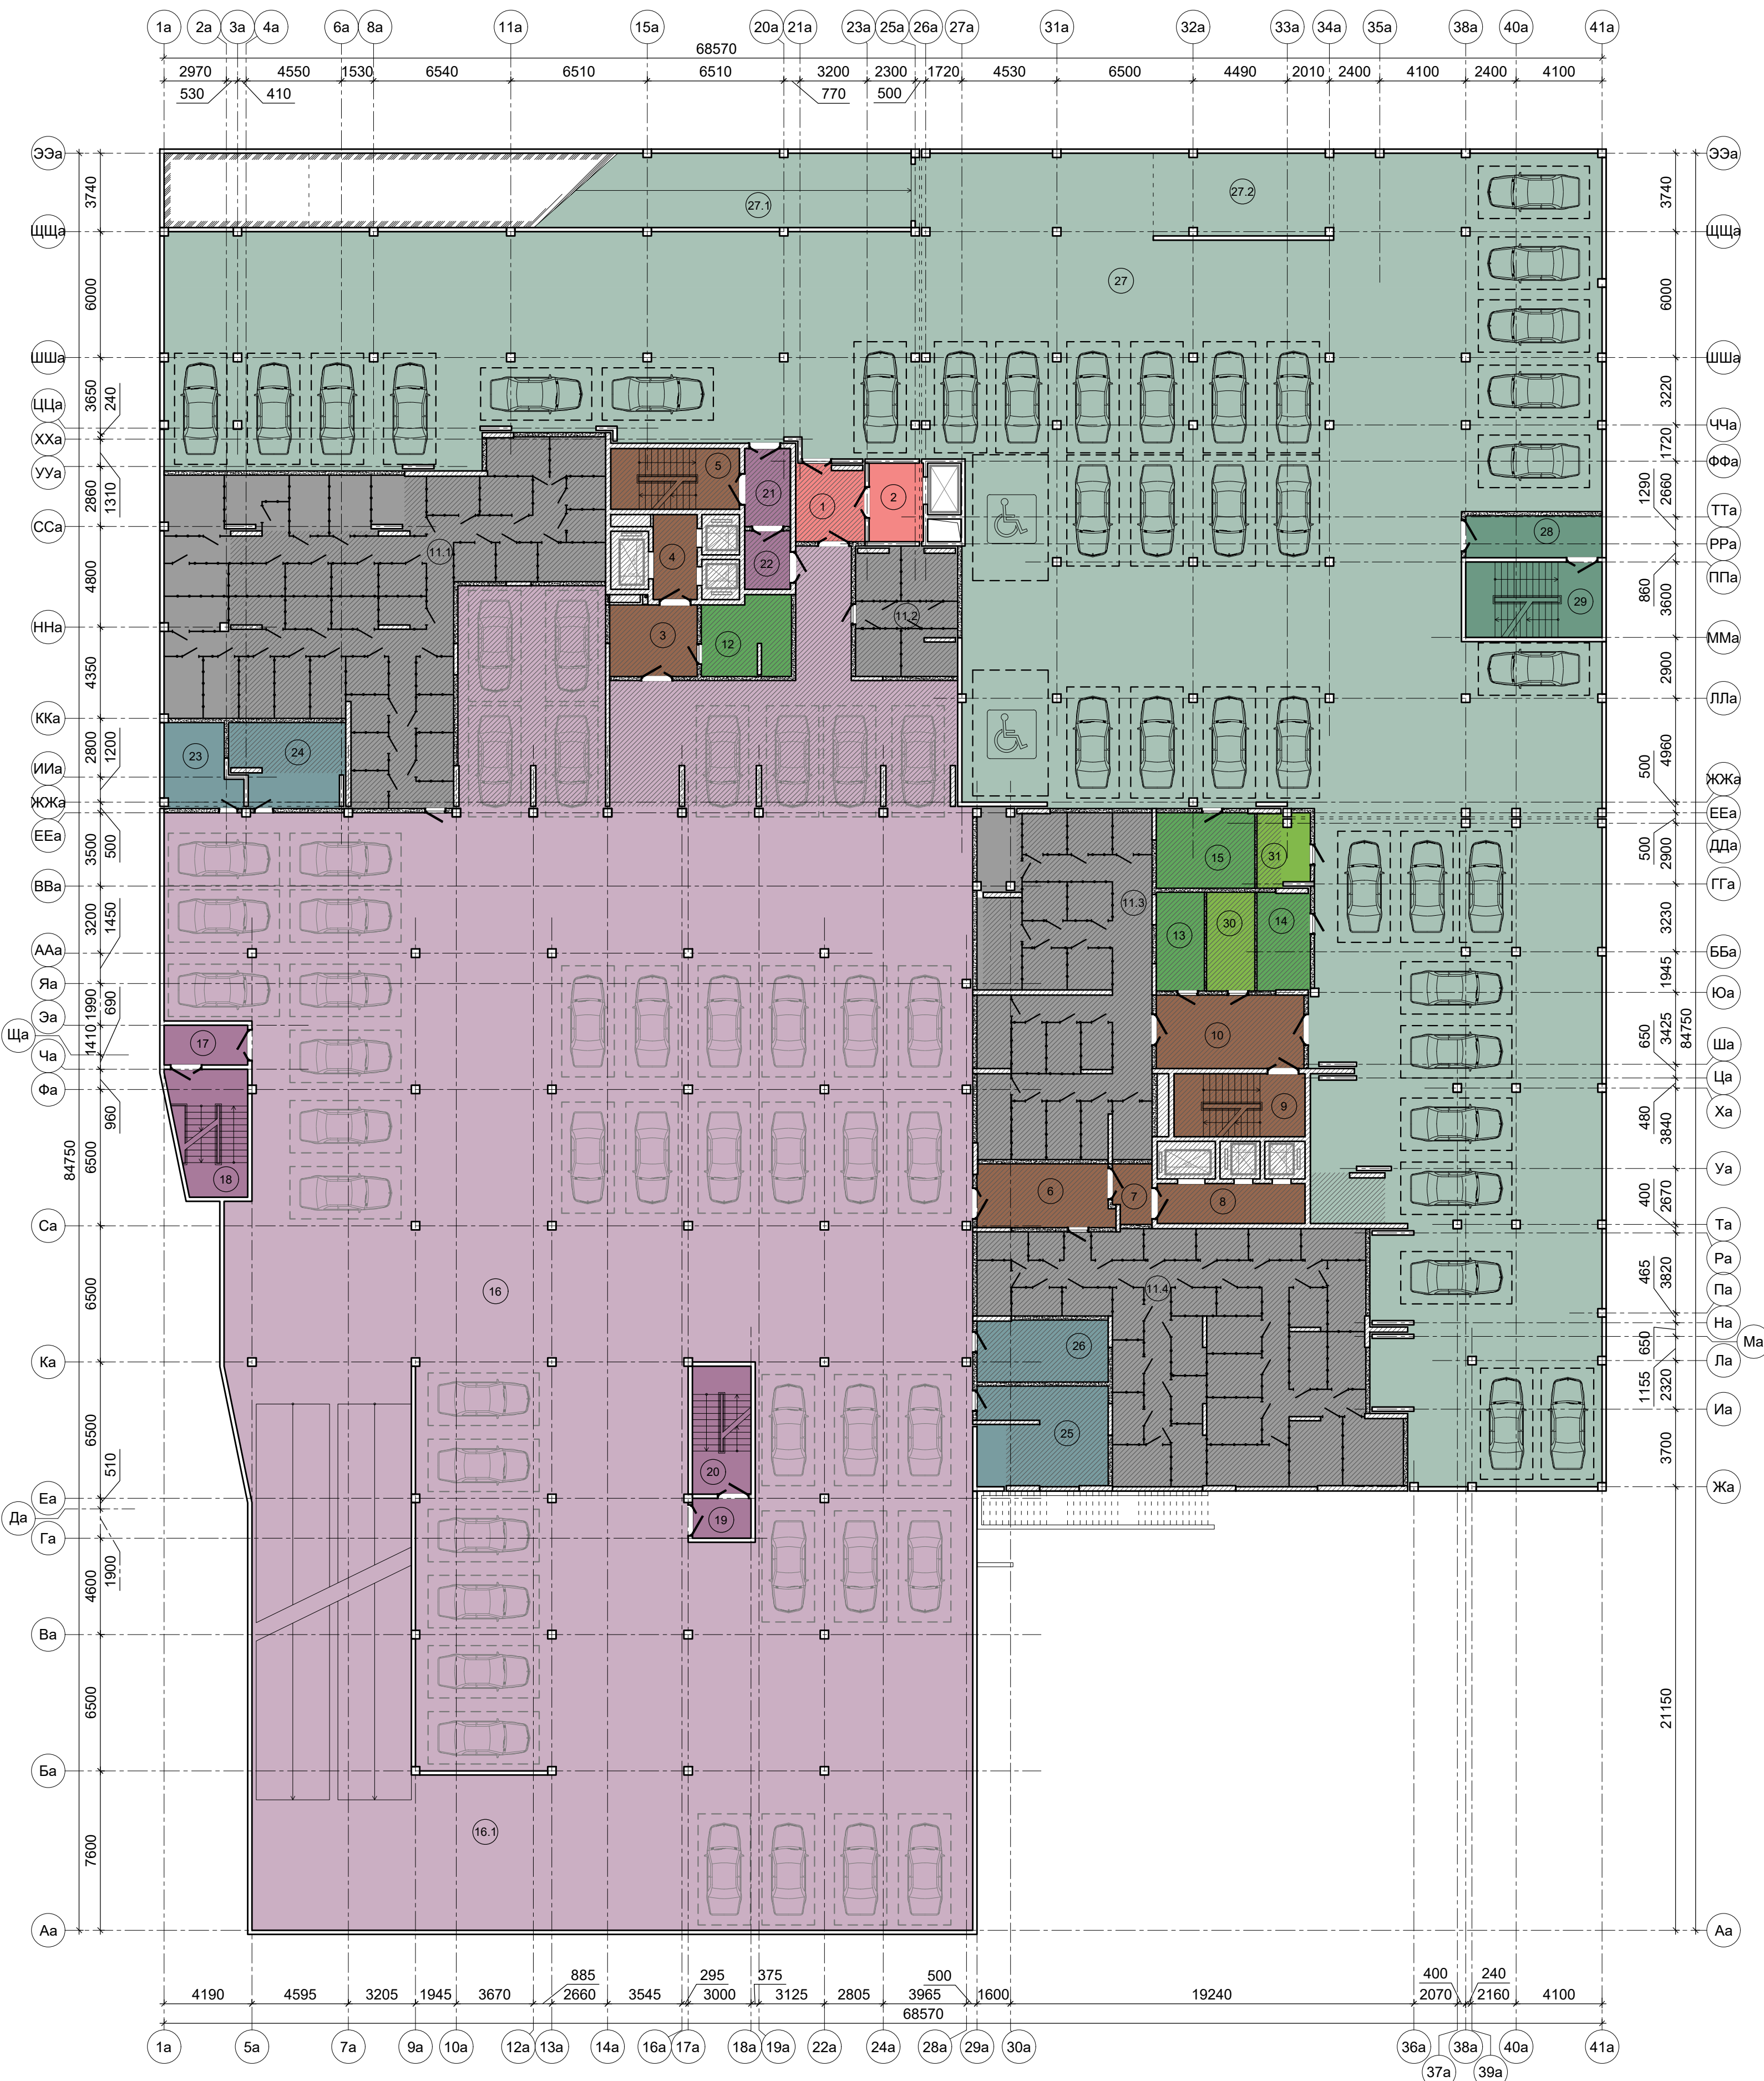 1а 2а 3а 4а 6а 8а 11а 15а 20а 21а 23а 25а 26а 27а 31а 32а 33а 34а 35а 38а 40а 41а
68570
2970 4550 1530 6540 6510 6510 3200 2300 1720 4530 6500 4490 2010 2400 4100 2400 4100
530 410 770 500
ЭЭа
ЩЩа
ШШа
ЦЦа
ХХа
УУа
ССа
ННа
ККа
ИИа
ЖЖа
ЕЕа
ВВа
ААа
Яа
Эа
Ща
Ча
Фа
Са
Ка
Еа
Да
Га
Ва
Ба
Аа
3740
6000
3650
240
2860
1310
4800
4350
2800
1200
3500
500
3200
1450
1990
690
1410
960
6500
84750
6500
6500
510
4600
1900
6500
7600
27.1
27.2
27
5
21
1
2
11.1
4
22
28
3
12
11.2
29
23
24
15
31
11.3
13
30
14
17
10
9
18
6
7
8
16
11.4
26
25
20
19
16.1
ЭЭа
ЩЩа
ШШа
ЧЧа
ФФа
ТТа
РРа
ППа
ММа
ЛЛа
ЖЖа
ЕЕа
ДДа
ГГа
ББа
Юа
Ша
Ца
Ха
Уа
Та
Ра
Па
На
Ма
Ла
Иа
Жа
Аа
3740
6000
3220
1720
1290
2660
860
3600
2900
4960
500
500
2900
3230
1945
650
3425
84750
480
3840
400
2670
465
3820
650
1155
2320
3700
21150
885 295 375 500 400 240
4190 4595 3205 1945 3670 2660 3545 3000 3125 2805 3965 1600 19240 2070 2160 4100
68570
1а 5а 7а 9а 10а 12а 13а 14а 16а 17а 18а 19а 22а 24а 28а 29а 30а 36а 38а 40а 41а
37а 39а